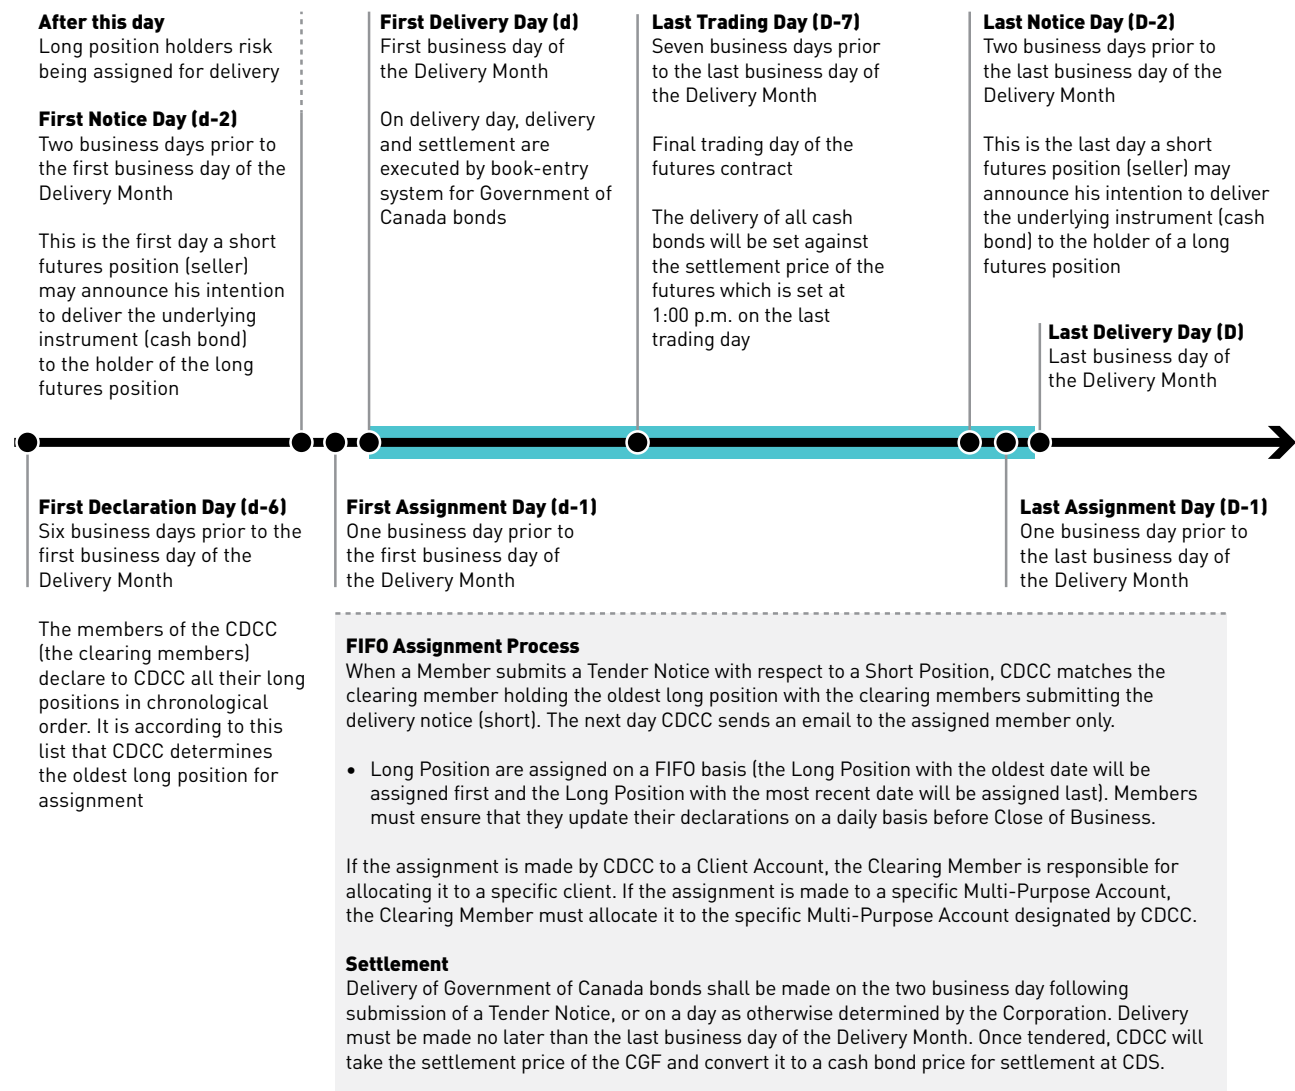 After this day
Long position holders risk
being assigned for delivery
First Notice Day (d-2)
Two business days prior to
the first business day of the
Delivery Month
This is the first day a short
futures position (seller)
may announce his intention
to deliver the underlying
instrument (cash bond)
to the holder of the long
futures position
First Delivery Day (d)
First business day of
the Delivery Month
On delivery day, delivery
and settlement are
executed by book-entry
system for Government of
Canada bonds
Last Trading Day (D-7)
Seven business days prior
to the last business day of
the Delivery Month
Final trading day of the
futures contract
The delivery of all cash
bonds will be set against
the settlement price of the
futures which is set at
1:00 p.m. on the last
trading day
Last Notice Day (D-2)
Two business days prior to
the last business day of the
Delivery Month
This is the last day a short
futures position (seller) may
announce his intention to deliver
the underlying instrument (cash
bond) to the holder of a long
futures position
Last Delivery Day (D)
Last business day of
the Delivery Month
First Declaration Day (d-6)
Six business days prior to the
first business day of the
Delivery Month
The members of the CDCC
(the clearing members)
declare to CDCC all their long
positions in chronological
order. It is according to this
list that CDCC determines
the oldest long position for
assignment
First Assignment Day (d-1)
One business day prior to
the first business day of
the Delivery Month
Last Assignment Day (D-1)
One business day prior to
the last business day of
the Delivery Month
FIFO Assignment Process
When a Member submits a Tender Notice with respect to a Short Position, CDCC matches the
clearing member holding the oldest long position with the clearing members submitting the
delivery notice (short). The next day CDCC sends an email to the assigned member only.
• Long Position are assigned on a FIFO basis (the Long Position with the oldest date will be
assigned first and the Long Position with the most recent date will be assigned last). Members
must ensure that they update their declarations on a daily basis before Close of Business.
If the assignment is made by CDCC to a Client Account, the Clearing Member is responsible for
allocating it to a specific client. If the assignment is made to a specific Multi-Purpose Account,
the Clearing Member must allocate it to the specific Multi-Purpose Account designated by CDCC.
Settlement
Delivery of Government of Canada bonds shall be made on the two business day following
submission of a Tender Notice, or on a day as otherwise determined by the Corporation. Delivery
must be made no later than the last business day of the Delivery Month. Once tendered, CDCC will
take the settlement price of the CGF and convert it to a cash bond price for settlement at CDS.